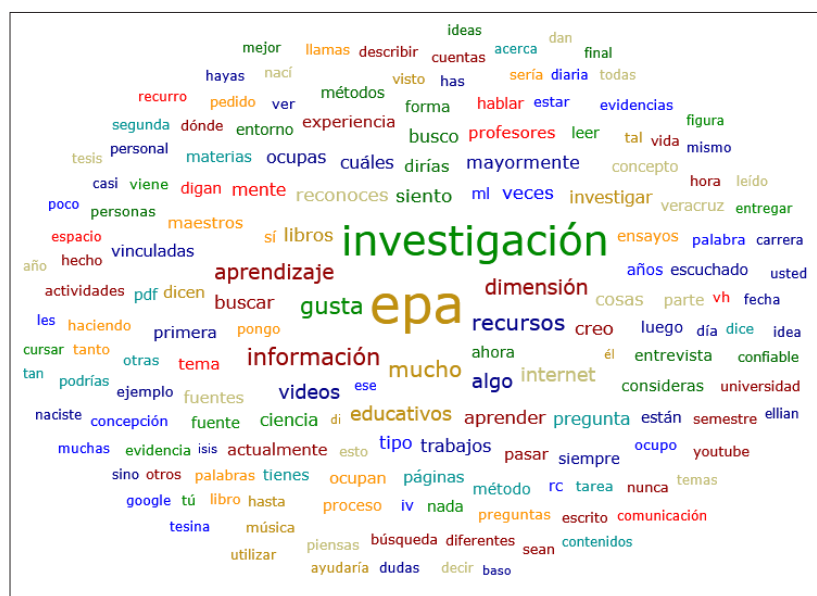 ideas
dan
mejor llamas describir cuentas acerca final
hayas nací visto has sería diaria todas
recurro pedido ver métodos forma hablar estar evidencias
segunda dónde entorno experiencia busco profesores leer tal vida figura
tesis personal materias ocupas cuáles dirías mayormente concepto mismo
casi viene digan mente reconoces siento ml veces investigar hora leído
poco personas maestros sí libros investigación ensayos veracruz entregar
espacio vinculadas palabra carrera
año hecho aprendizaje dimensión años escuchado usted
actividades pdf dicen buscar gusta epa cosas parte vh fecha
les haciendo primera pongo recursos creo luego día dice idea
cursar tanto otras tema información ahora él entrevista confiable
tan podrías ejemplo fuentes videos ese mucho algo internet consideras universidad
naciste concepción fuente ciencia di educativos aprender pregunta están semestre ellian
muchas evidencia isis actualmente esto tipo trabajos pasar siempre ocupo youtube
sino otros palabras tienes ocupan páginas método rc tarea nunca temas
google tú libro hasta proceso iv nada preguntas escrito comunicación
tesina música piensas búsqueda diferentes sean contenidos
utilizar ayudaría dudas decir baso